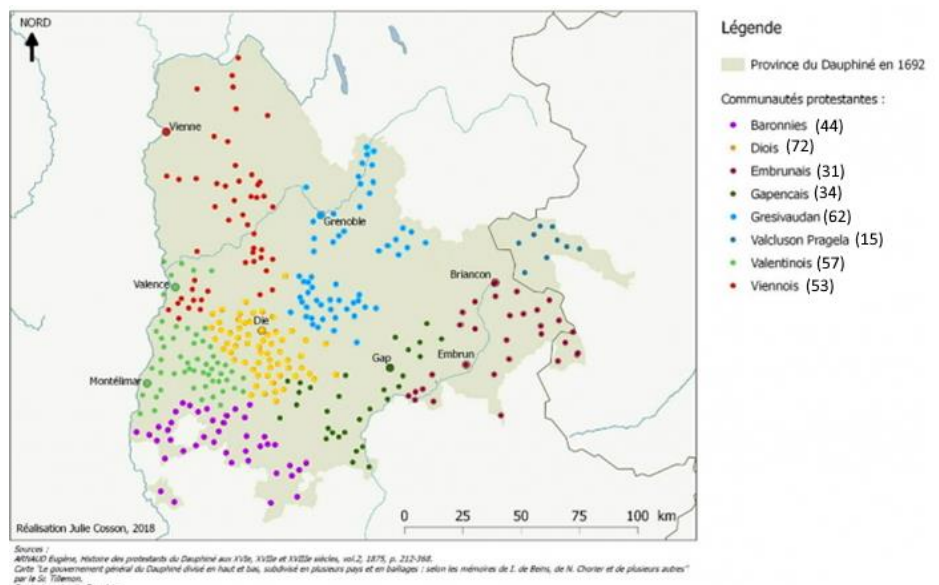 NORD
Vienne
Grenoble
Valence
Briancon
Die
Gap
Embrun
Montélimar
0 25 50 75 100 km
Réalisation Julie Cosson, 2018
Légende
Province du Dauphiné en 1692
Communautés protestantes :
Baronnies (44)
Diois (72)
Embrunais (31)
Gapencais (34)
Gresivaudan (62)
Valcluson Pragela (15)
Valentinois (57)
Viennois (53)
Sources :
ARNAUD Eugène, Histoire des protestants du Dauphiné aux XVIe, XVIIe et XVIIIe siècles, vol.2, 1875, p. 212-368.
Carte "Le gouvernement général du Dauphiné divisé en haut et bas, subdivisé en plusieurs pays et en bailages : selon les mémoires de J. de Beins, de N. Chorier et de plusieurs autres"
par le Sr. Tillemon.